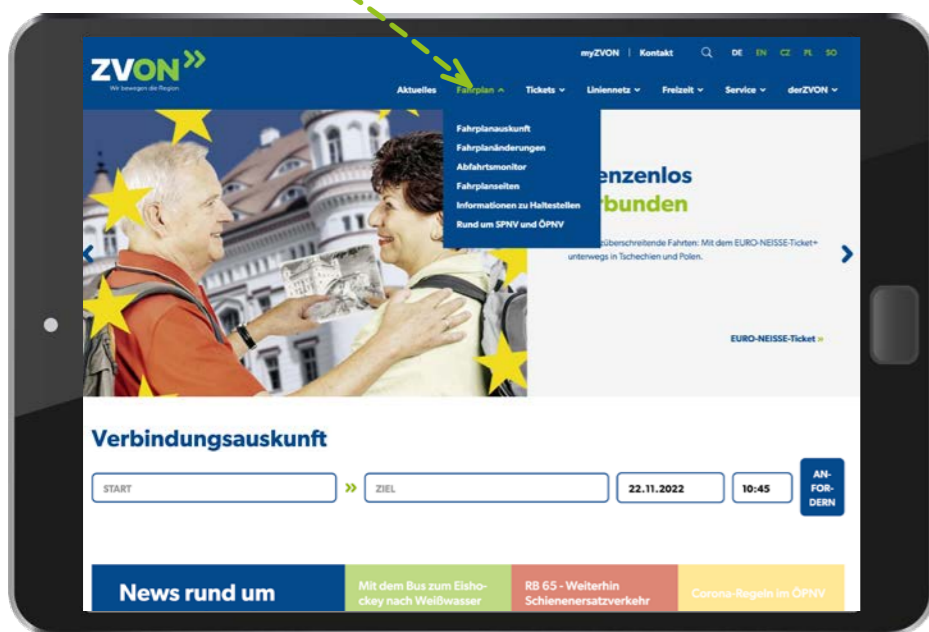 ZVON
Wir bewegen die Region
myZVON | Kontakt DE EN CZ PL SO
Aktuelles Fahrplan Tickets Liniennetz Freizeit Service derZVON
Fahrplanauskunft
Fahrplanänderungen
Abfahrtsmonitor
Fahrplanseiten
Informationen zu Haltestellen
Rund um SPNV und ÖPNV
enzenlos
bunden
überschreitende Fahrten: Mit dem EURO-NEISSE-Ticket+
unterwegs in Tschechien und Polen.
EURO-NEISSE-Ticket »
Verbindungsauskunft
START » ZIEL 22.11.2022 10:45
AN-
FOR-
DERN
News rund um
Mit dem Bus zum Eisho-
ckey nach Weißwasser
RB 65 - Weiterhin
Schienenersatzverkehr
Corona-Regeln im ÖPNV